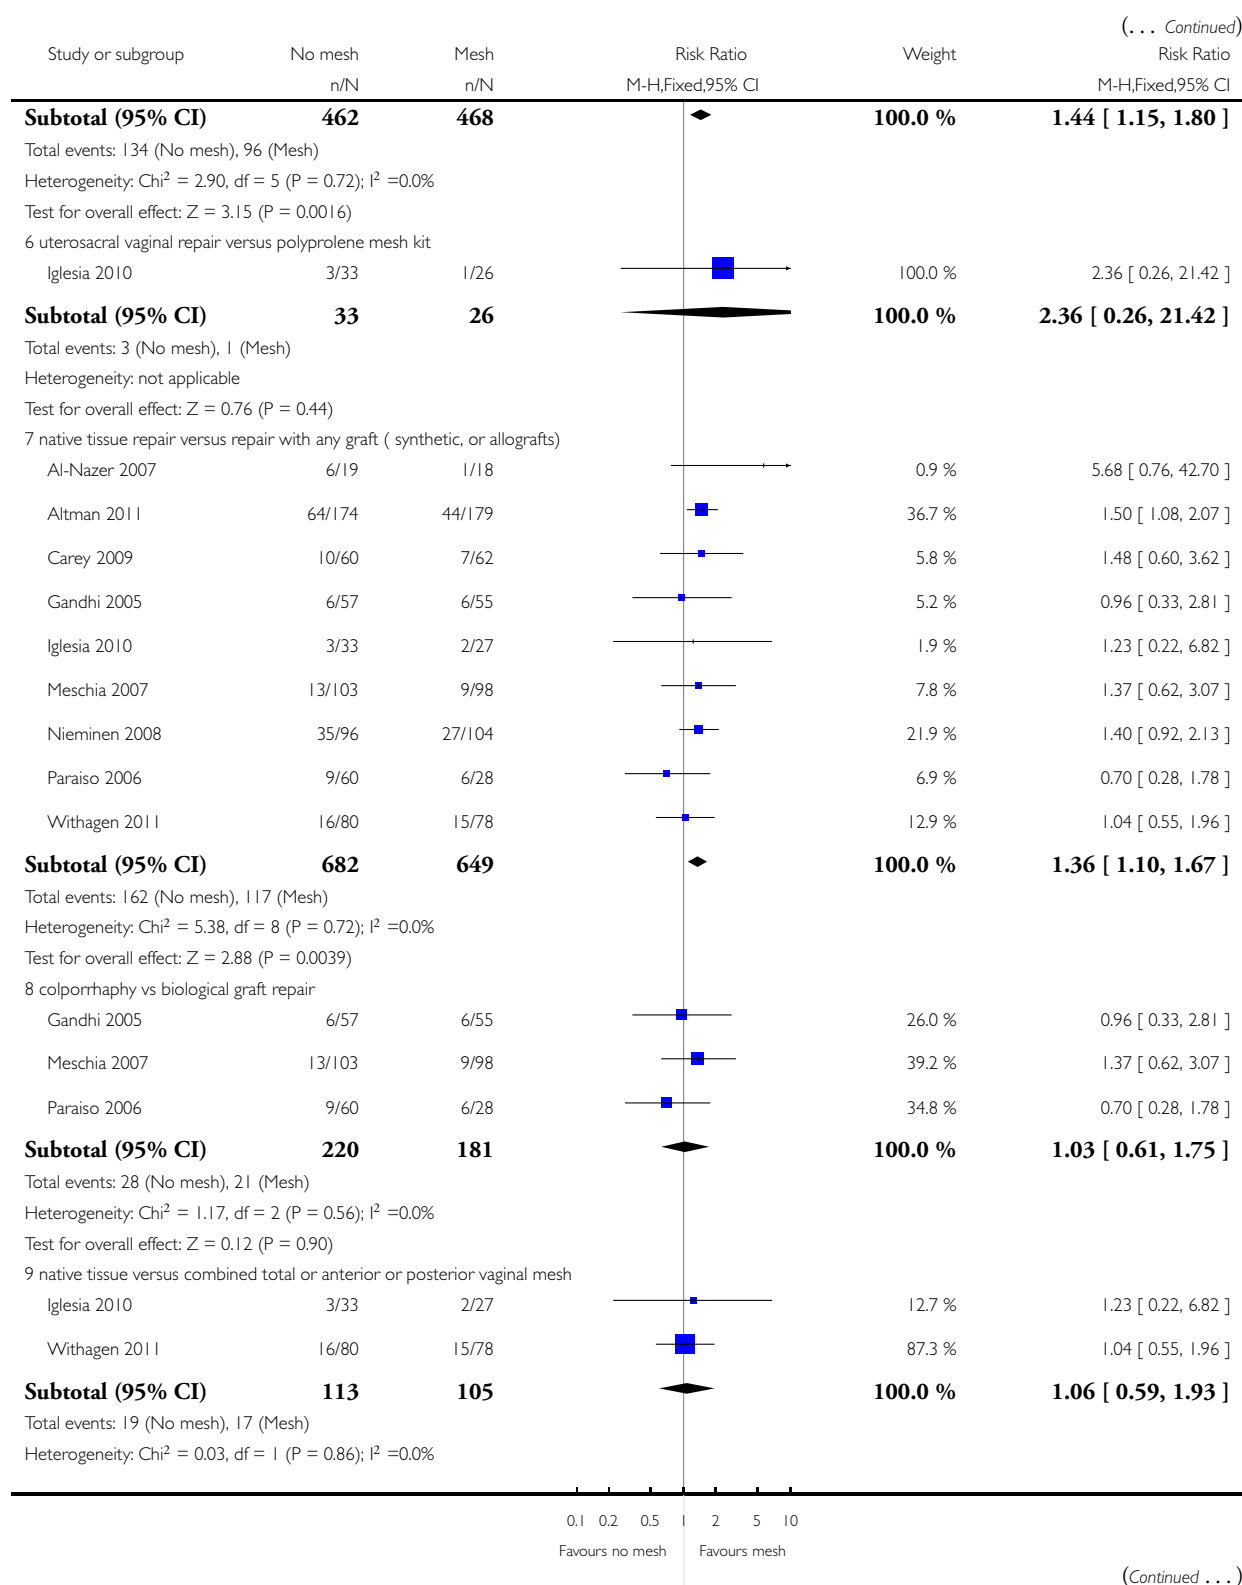 (... Continued)
Study or subgroup No mesh Mesh Risk Ratio Weight Risk Ratio
n/N n/N M-H,Fixed,95% CI M-H,Fixed,95% CI
Subtotal (95% CI) 462 468 100.0 % 1.44 [ 1.15, 1.80 ]
Total events: 134 (No mesh), 96 (Mesh)
Heterogeneity: Chi² = 2.90, df = 5 (P = 0.72); I² =0.0%
Test for overall effect: Z = 3.15 (P = 0.0016)
6 uterosacral vaginal repair versus polyprolene mesh kit
Iglesia 2010 3/33 1/26 100.0 % 2.36 [ 0.26, 21.42 ]
Subtotal (95% CI) 33 26 100.0 % 2.36 [ 0.26, 21.42 ]
Total events: 3 (No mesh), 1 (Mesh)
Heterogeneity: not applicable
Test for overall effect: Z = 0.76 (P = 0.44)
7 native tissue repair versus repair with any graft ( synthetic, or allografts)
Al-Nazer 2007 6/19 1/18 0.9 % 5.68 [ 0.76, 42.70 ]
Altman 2011 64/174 44/179 36.7 % 1.50 [ 1.08, 2.07 ]
Carey 2009 10/60 7/62 5.8 % 1.48 [ 0.60, 3.62 ]
Gandhi 2005 6/57 6/55 5.2 % 0.96 [ 0.33, 2.81 ]
Iglesia 2010 3/33 2/27 1.9 % 1.23 [ 0.22, 6.82 ]
Meschia 2007 13/103 9/98 7.8 % 1.37 [ 0.62, 3.07 ]
Nieminen 2008 35/96 27/104 21.9 % 1.40 [ 0.92, 2.13 ]
Paraiso 2006 9/60 6/28 6.9 % 0.70 [ 0.28, 1.78 ]
Withagen 2011 16/80 15/78 12.9 % 1.04 [ 0.55, 1.96 ]
Subtotal (95% CI) 682 649 100.0 % 1.36 [ 1.10, 1.67 ]
Total events: 162 (No mesh), 117 (Mesh)
Heterogeneity: Chi² = 5.38, df = 8 (P = 0.72); I² =0.0%
Test for overall effect: Z = 2.88 (P = 0.0039)
8 colporrhaphy vs biological graft repair
Gandhi 2005 6/57 6/55 26.0 % 0.96 [ 0.33, 2.81 ]
Meschia 2007 13/103 9/98 39.2 % 1.37 [ 0.62, 3.07 ]
Paraiso 2006 9/60 6/28 34.8 % 0.70 [ 0.28, 1.78 ]
Subtotal (95% CI) 220 181 100.0 % 1.03 [ 0.61, 1.75 ]
Total events: 28 (No mesh), 21 (Mesh)
Heterogeneity: Chi² = 1.17, df = 2 (P = 0.56); I² =0.0%
Test for overall effect: Z = 0.12 (P = 0.90)
9 native tissue versus combined total or anterior or posterior vaginal mesh
Iglesia 2010 3/33 2/27 12.7 % 1.23 [ 0.22, 6.82 ]
Withagen 2011 16/80 15/78 87.3 % 1.04 [ 0.55, 1.96 ]
Subtotal (95% CI) 113 105 100.0 % 1.06 [ 0.59, 1.93 ]
Total events: 19 (No mesh), 17 (Mesh)
Heterogeneity: Chi² = 0.03, df = 1 (P = 0.86); I² =0.0%
0.1 0.2 0.5 1 2 5 10
Favours no mesh Favours mesh
(Continued ...)